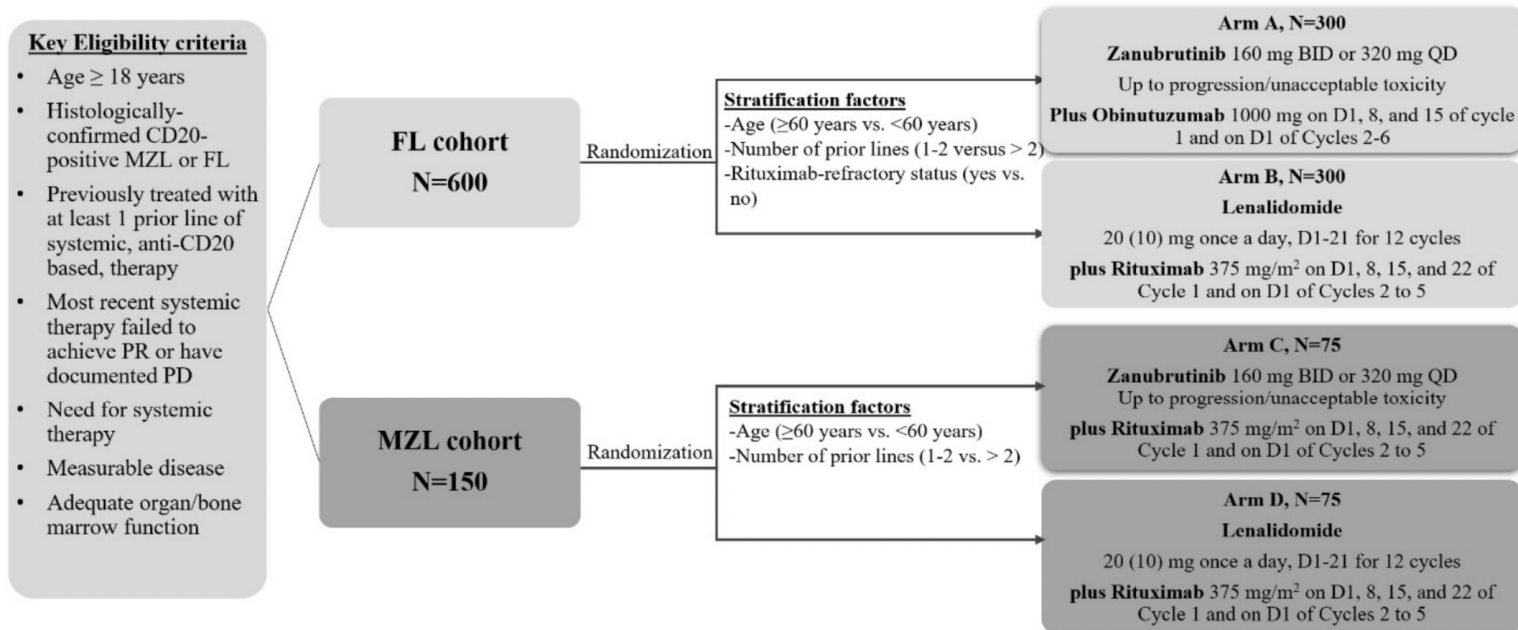 Key Eligibility criteria
• Age ≥ 18 years
• Histologically-
confirmed CD20-
positive MZL or FL
• Previously treated with
at least 1 prior line of
systemic, anti-CD20
based, therapy
• Most recent systemic
therapy failed to
achieve PR or have
documented PD
• Need for systemic
therapy
• Measurable disease
• Adequate organ/bone
marrow function
FL cohort
N=600
Randomization
Stratification factors
-Age (≥60 years vs. <60 years)
-Number of prior lines (1-2 versus > 2)
-Rituximab-refractory status (yes vs.
no)
Arm A, N=300
Zanubrutinib 160 mg BID or 320 mg QD
Up to progression/unacceptable toxicity
Plus Obinutuzumab 1000 mg on D1, 8, and 15 of cycle
1 and on D1 of Cycles 2-6
Arm B, N=300
Lenalidomide
20 (10) mg once a day, D1-21 for 12 cycles
plus Rituximab 375 mg/m² on D1, 8, 15, and 22 of
Cycle 1 and on D1 of Cycles 2 to 5
MZL cohort
N=150
Randomization
Stratification factors
-Age (≥60 years vs. <60 years)
-Number of prior lines (1-2 vs. > 2)
Arm C, N=75
Zanubrutinib 160 mg BID or 320 mg QD
Up to progression/unacceptable toxicity
plus Rituximab 375 mg/m² on D1, 8, 15, and 22 of
Cycle 1 and on D1 of Cycles 2 to 5
Arm D, N=75
Lenalidomide
20 (10) mg once a day, D1-21 for 12 cycles
plus Rituximab 375 mg/m² on D1, 8, 15, and 22 of
Cycle 1 and on D1 of Cycles 2 to 5